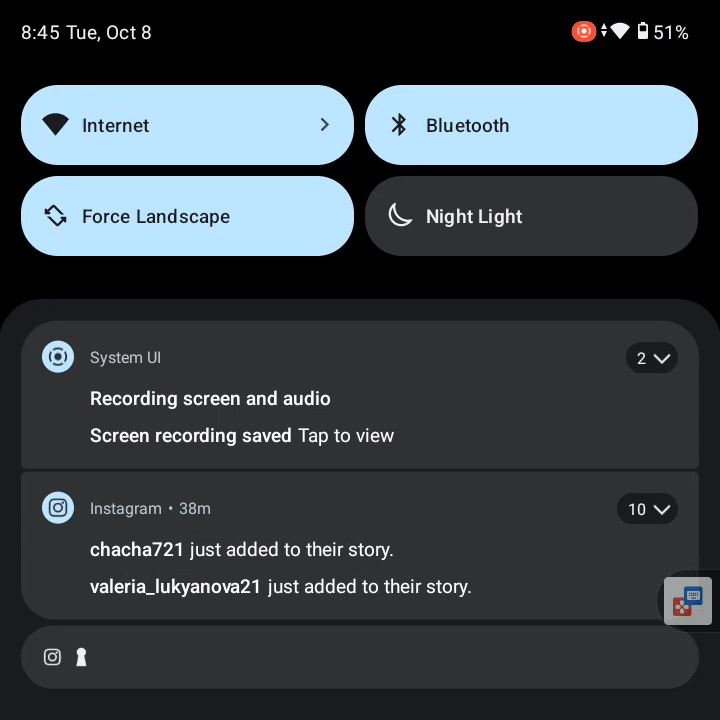 8:45 Tue, Oct 8 51%
Internet
Bluetooth
Force Landscape
Night Light
System UI 2
Recording screen and audio
Screen recording saved Tap to view
Instagram • 38m 10
chacha721 just added to their story.
valeria_lukyanova21 just added to their story.